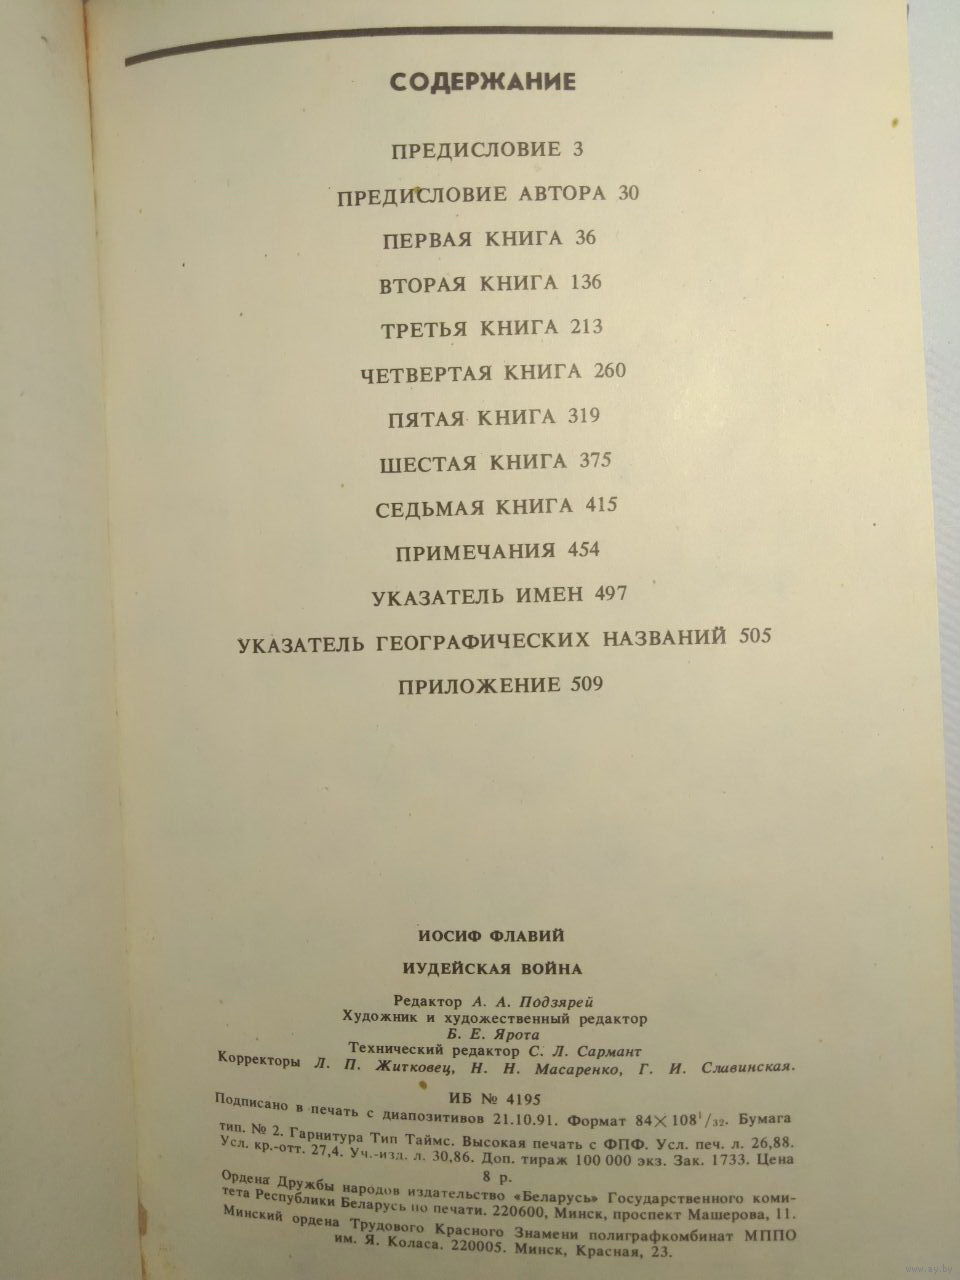 СОДЕРЖАНИЕ
ПРЕДИСЛОВИЕ 3
ПРЕДИСЛОВИЕ АВТОРА 30
ПЕРВАЯ КНИГА 36
ВТОРАЯ КНИГА 136
ТРЕТЬЯ КНИГА 213
ЧЕТВЕРТАЯ КНИГА 260
ПЯТАЯ КНИГА 319
ШЕСТАЯ КНИГА 375
СЕДЬМАЯ КНИГА 415
ПРИМЕЧАНИЯ 454
УКАЗАТЕЛЬ ИМЕН 497
УКАЗАТЕЛЬ ГЕОГРАФИЧЕСКИХ НАЗВАНИЙ 505
ПРИЛОЖЕНИЕ 509
ИОСИФ ФЛАВИЙ
ИУДЕЙСКАЯ ВОЙНА
Редактор А. А. Подзярей
Художник и художественный редактор
Б. Е. Ярота
Технический редактор С. Л. Сармант
Корректоры Л. П. Житковец, Н. Н. Масаренко, Г. И. Славинская.
ИБ № 4195
Подписано в печать с диапозитивов 21.10.91. Формат 84×108¹/₃₂. Бумага
тип. № 2. Гарнитура Тип Таймс. Высокая печать с ФПФ. Усл. печ. л. 26,88.
Усл. кр.-отт. 27,4. Уч.-изд. л. 30,86. Доп. тираж 100 000 экз. Зак. 1733. Цена
8 р.
Ордена Дружбы народов издательство «Беларусь» Государственного коми-
тета Республики Беларусь по печати. 220600, Минск, проспект Машерова, 11.
Минский ордена Трудового Красного Знамени полиграфкомбинат МППО
им. Я. Коласа. 220005. Минск, Красная, 23.
www.ay.by